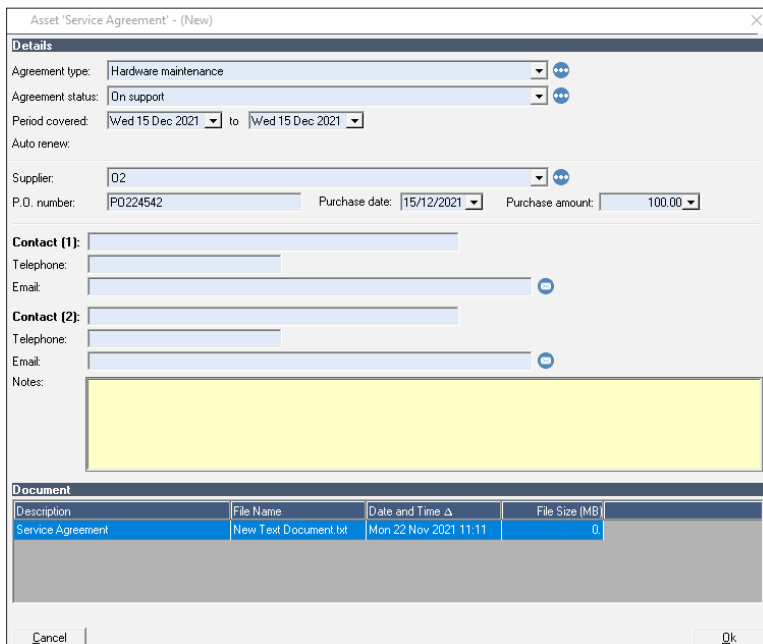 Asset 'Service Agreement' - (New)
Details
Agreement type: Hardware maintenance
Agreement status: On support
Period covered: Wed 15 Dec 2021 to Wed 15 Dec 2021
Auto renew:
Supplier: O2
P.O. number: PO224542 Purchase date: 15/12/2021 Purchase amount: 100.00
Contact (1):
Telephone:
Email:
Contact (2):
Telephone:
Email:
Notes:
Document
Description File Name Date and Time Δ File Size (MB)
Service Agreement New Text Document.txt Mon 22 Nov 2021 11:11 0.
Cancel Ok